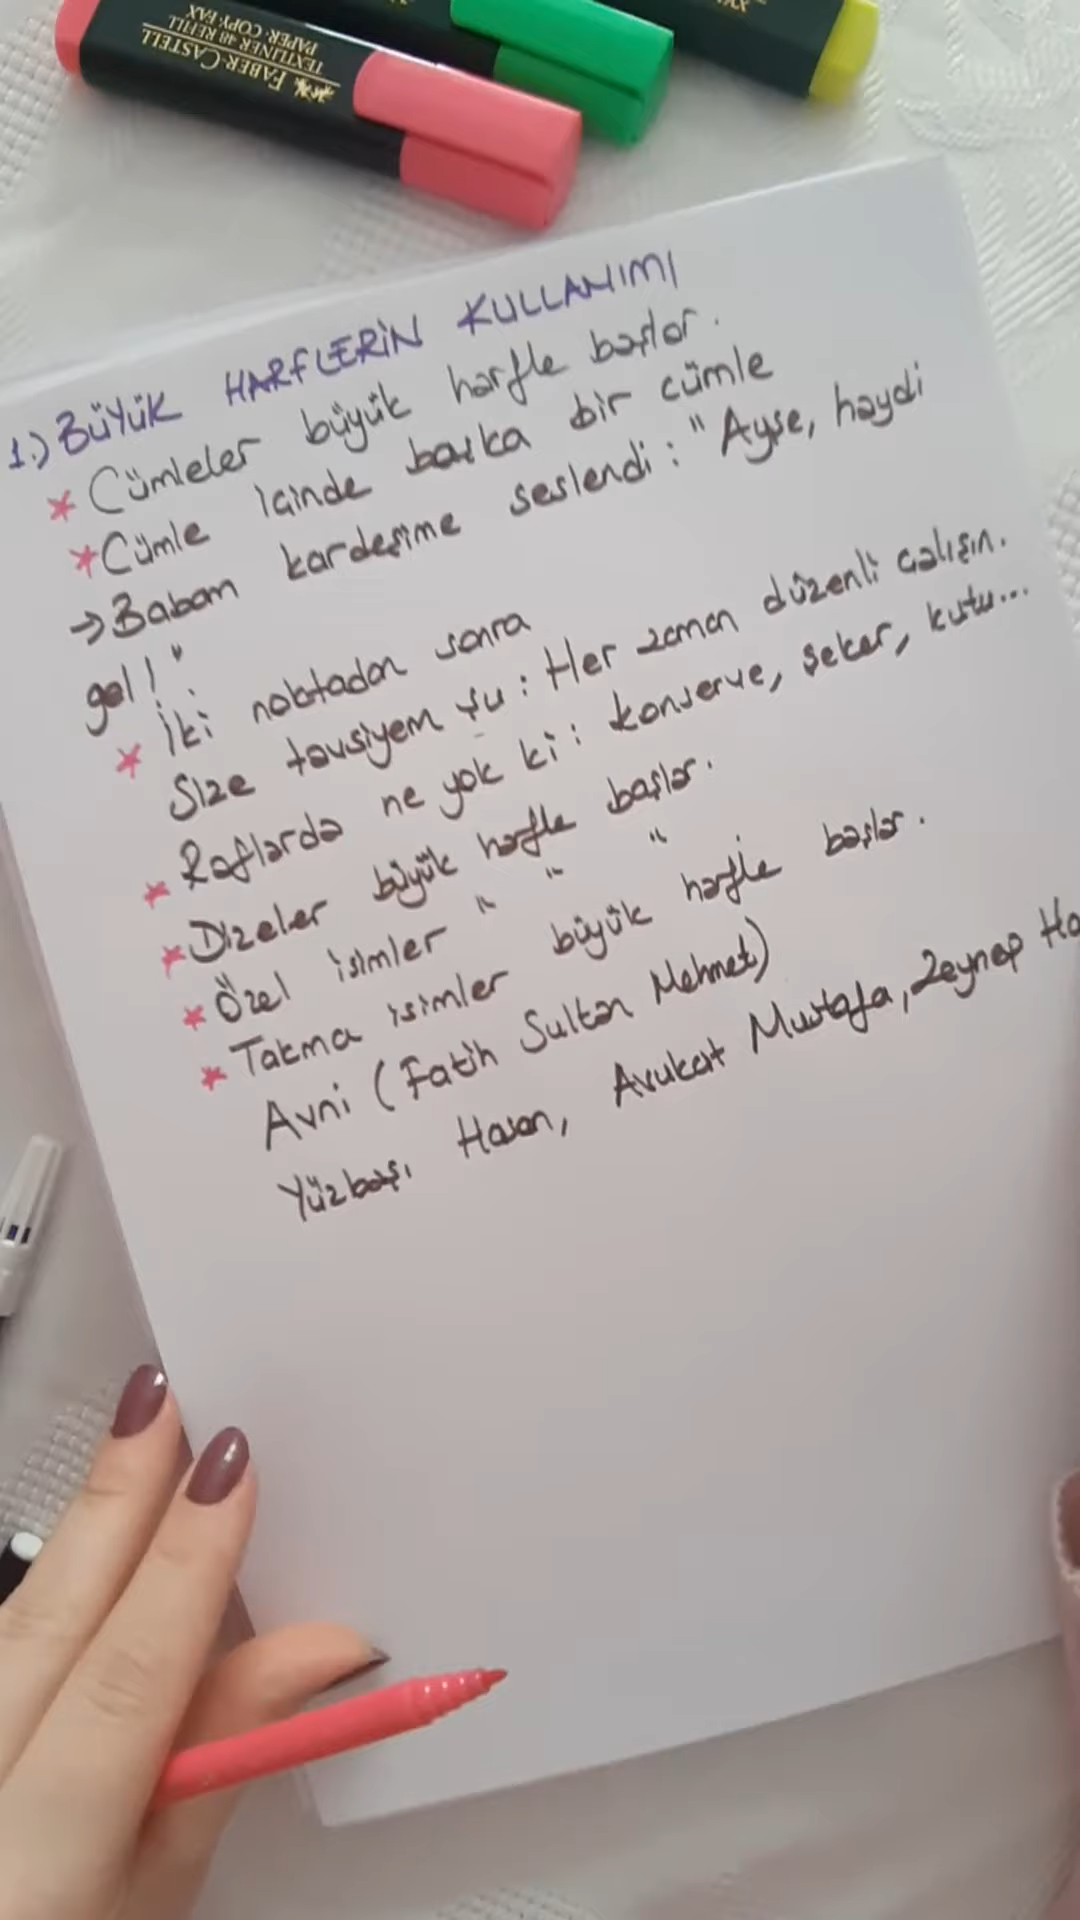 FABER-CASTELL
TEXTLINER 48 REFILL
PAPER·COPY·FAX
1.) BÜYÜK HARFLERİN KULLANIMI
* Cümleler büyük harfle başlar.
* Cümle içinde başka bir cümle
→ Babam kardeşime seslendi: "Ayşe, haydi
gel!"
* İki noktadan sonra
Size tavsiyem şu: Her zaman düzenli çalışın.
Raflarda ne yok ki: konserve, şeker, kutu...
* Dizeler büyük harfle başlar.
* Özel isimler " " "
* Takma isimler büyük harfle başlar.
Avni (Fatih Sultan Mehmet)
Yüzbaşı Hasan, Avukat Mustafa, Zeynep Ha